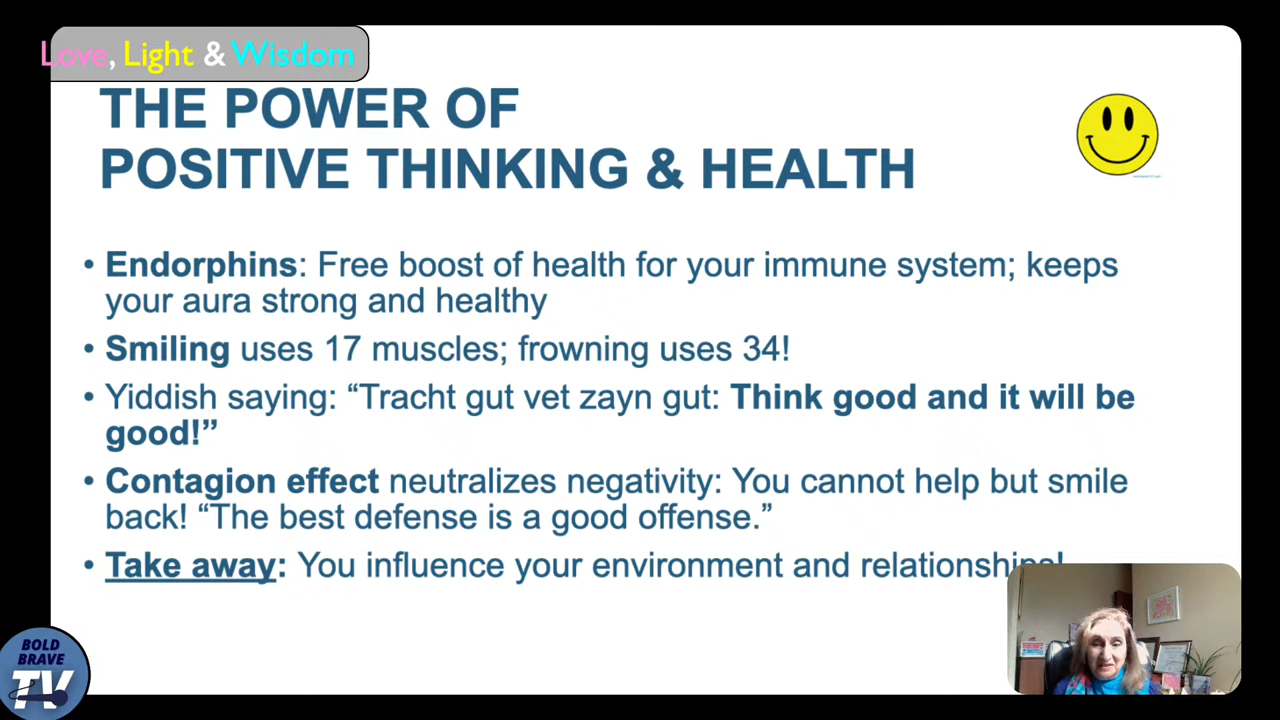 Love, Light & Wisdom
THE POWER OF
POSITIVE THINKING & HEALTH
• Endorphins: Free boost of health for your immune system; keeps
your aura strong and healthy
• Smiling uses 17 muscles; frowning uses 34!
• Yiddish saying: “Tracht gut vet zayn gut: Think good and it will be
good!”
• Contagion effect neutralizes negativity: You cannot help but smile
back! “The best defense is a good offense.”
• Take away: You influence your environment and relationships!
BOLD
BRAVE
TV